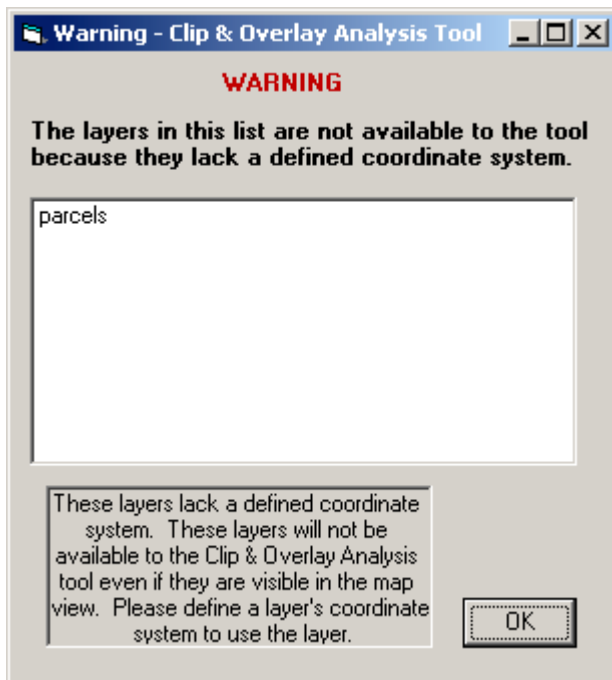 Warning - Clip & Overlay Analysis Tool
WARNING
The layers in this list are not available to the tool
because they lack a defined coordinate system.
parcels
These layers lack a defined coordinate
system.  These layers will not be
available to the Clip & Overlay Analysis
tool even if they are visible in the map
view.  Please define a layer's coordinate
system to use the layer.
OK